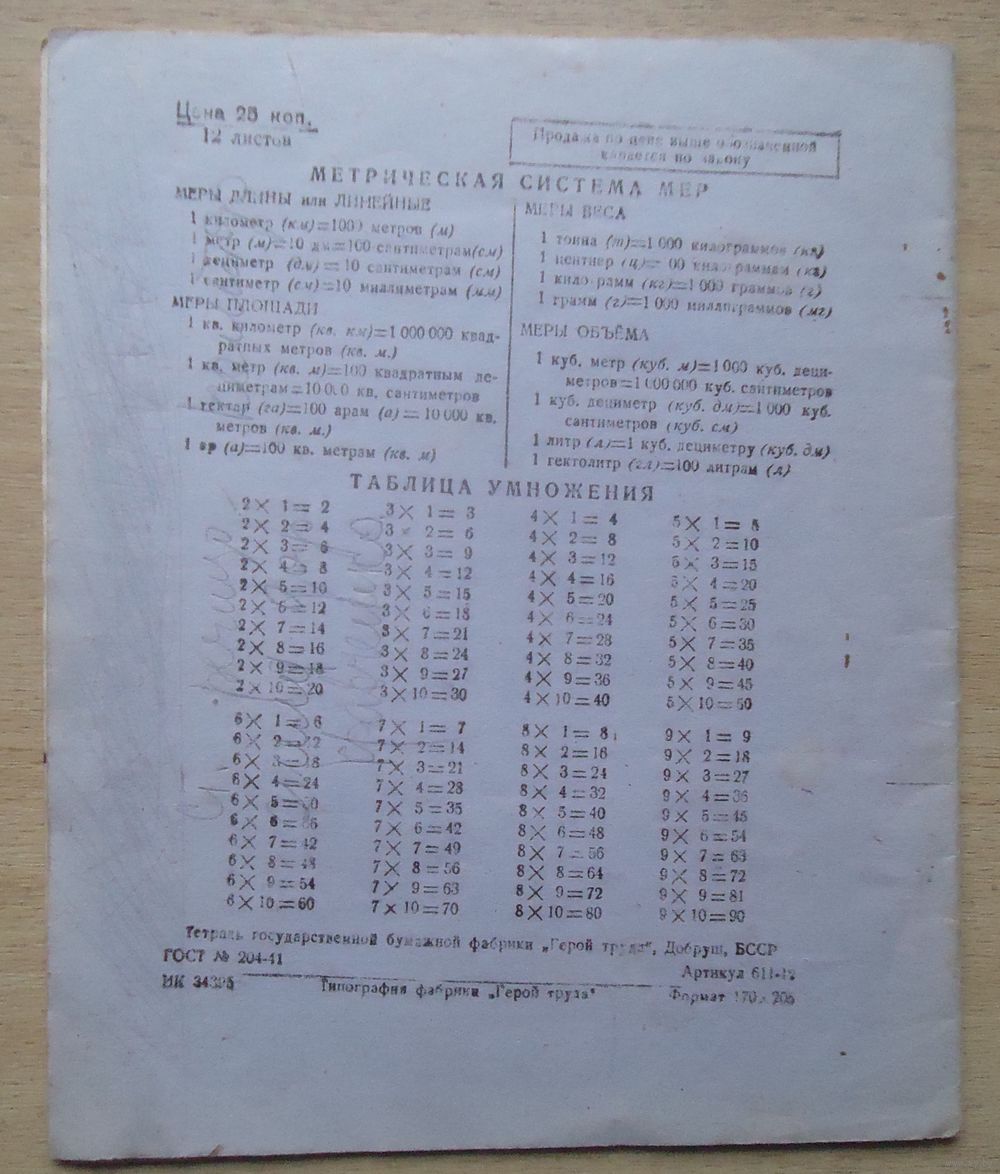 Цена 25 коп.
12 листов
Продажа по цене выше обозначенной
карается по закону
МЕТРИЧЕСКАЯ СИСТЕМА МЕР
МЕРЫ ДЛИНЫ или ЛИНЕЙНЫЕ
1 километр (км)=1000 метров (м)
1 метр (м)=10 дм=100 сантиметрам(см)
1 дециметр (дм)=10 сантиметрам (см)
1 сантиметр (см)=10 миллиметрам (мм)
МЕРЫ ПЛОЩАДИ
1 кв. километр (кв. км)=1 000 000 квад-
ратных метров (кв. м.)
1 кв. метр (кв. м)=100 квадратным де-
циметрам=10 000 кв. сантиметров
1 гектар (га)=100 арам (а)=10 000 кв.
метров (кв. м.)
1 ар (а)=100 кв. метрам (кв. м)
МЕРЫ ВЕСА
1 тонна (т)=1 000 килограммов (кг)
1 центнер (ц)= 00 килограммам (кг)
1 килограмм (кг)=1 000 граммов (г)
1 грамм (г)=1 000 миллиграммов (мг)
МЕРЫ ОБЪЁМА
1 куб. метр (куб. м)=1 000 куб. деци-
метров=1 000 000 куб. сантиметров
1 куб. дециметр (куб. дм)=1 000 куб.
сантиметров (куб. см)
1 литр (л)=1 куб. дециметру (куб. дм)
1 гектолитр (гл)=100 литрам (л)
ТАБЛИЦА УМНОЖЕНИЯ
2× 1= 2 3× 1= 3 4× 1= 4 5× 1= 5
2× 2= 4 3× 2= 6 4× 2= 8 5× 2=10
2× 3= 6 3× 3= 9 4× 3=12 5× 3=15
2× 4= 8 3× 4=12 4× 4=16 5× 4=20
2× 5=10 3× 5=15 4× 5=20 5× 5=25
2× 6=12 3× 6=18 4× 6=24 5× 6=30
2× 7=14 3× 7=21 4× 7=28 5× 7=35
2× 8=16 3× 8=24 4× 8=32 5× 8=40
2× 9=18 3× 9=27 4× 9=36 5× 9=45
2×10=20 3×10=30 4×10=40 5×10=50
6× 1= 6 7× 1= 7 8× 1= 8 9× 1= 9
6× 2=12 7× 2=14 8× 2=16 9× 2=18
6× 3=18 7× 3=21 8× 3=24 9× 3=27
6× 4=24 7× 4=28 8× 4=32 9× 4=36
6× 5=30 7× 5=35 8× 5=40 9× 5=45
6× 6=36 7× 6=42 8× 6=48 9× 6=54
6× 7=42 7× 7=49 8× 7=56 9× 7=63
6× 8=48 7× 8=56 8× 8=64 9× 8=72
6× 9=54 7× 9=63 8× 9=72 9× 9=81
6×10=60 7×10=70 8×10=80 9×10=90
Тетрадь государственной бумажной фабрики „Герой труда“, Добруш, БССР
ГОСТ № 204-41
Артикул 611-12
ИК 34325 Типография фабрики „Герой труда“ Формат 170×205